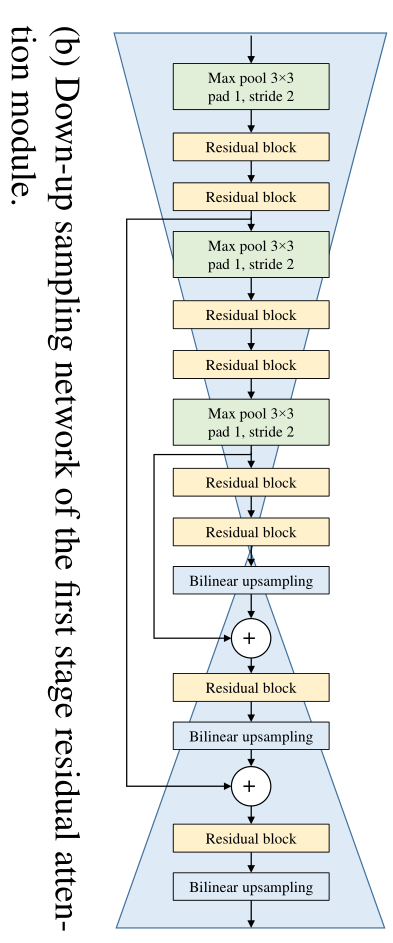 Max pool 3×3
pad 1, stride 2
Residual block
Residual block
Max pool 3×3
pad 1, stride 2
Residual block
Residual block
Max pool 3×3
pad 1, stride 2
Residual block
Residual block
Bilinear upsampling
+
Residual block
Bilinear upsampling
+
Residual block
Bilinear upsampling
(b) Down-up sampling network of the first stage residual atten-
tion module.